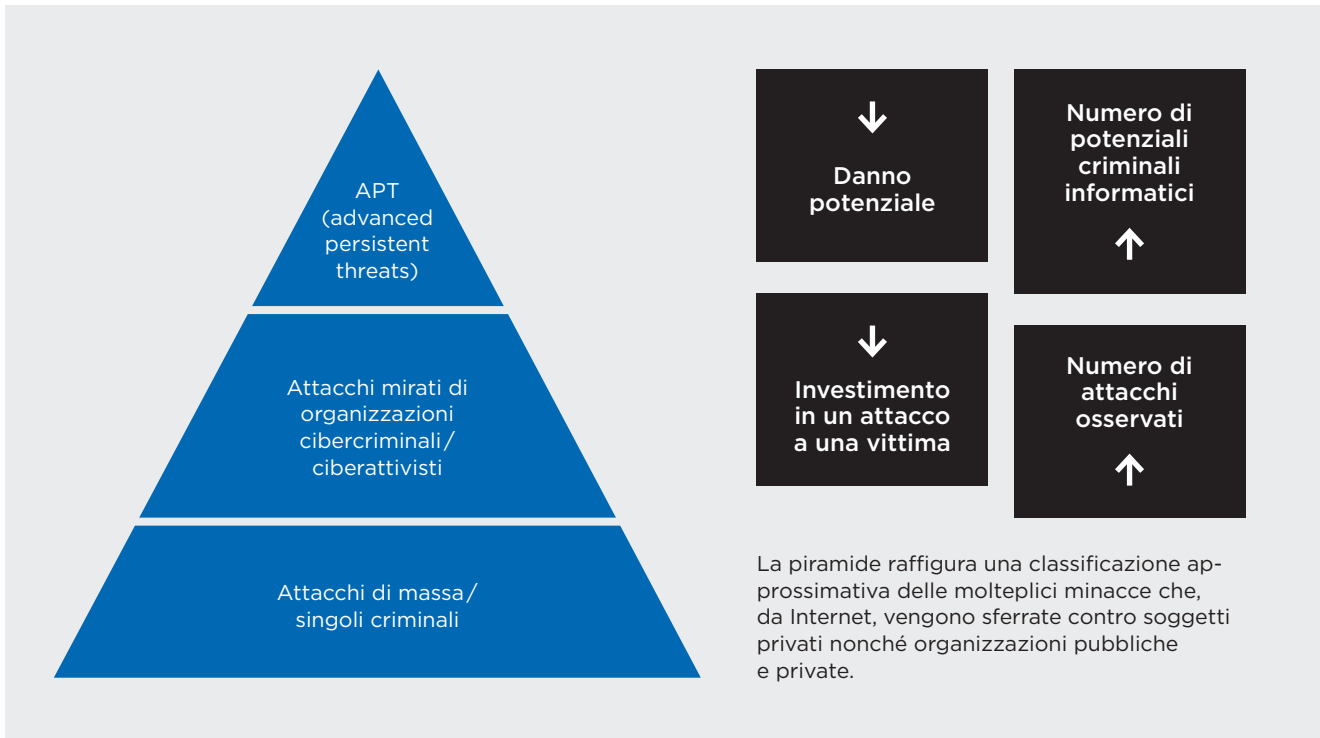 APT
(advanced
persistent
threats)
Attacchi mirati di
organizzazioni
cibercriminali/
ciberattivisti
Attacchi di massa/
singoli criminali
↓
Danno
potenziale
Numero di
potenziali
criminali
informatici
↑
↓
Investimento
in un attacco
a una vittima
Numero di
attacchi
osservati
↑
La piramide raffigura una classificazione ap-
prossimativa delle molteplici minacce che,
da Internet, vengono sferrate contro soggetti
privati nonché organizzazioni pubbliche
e private.